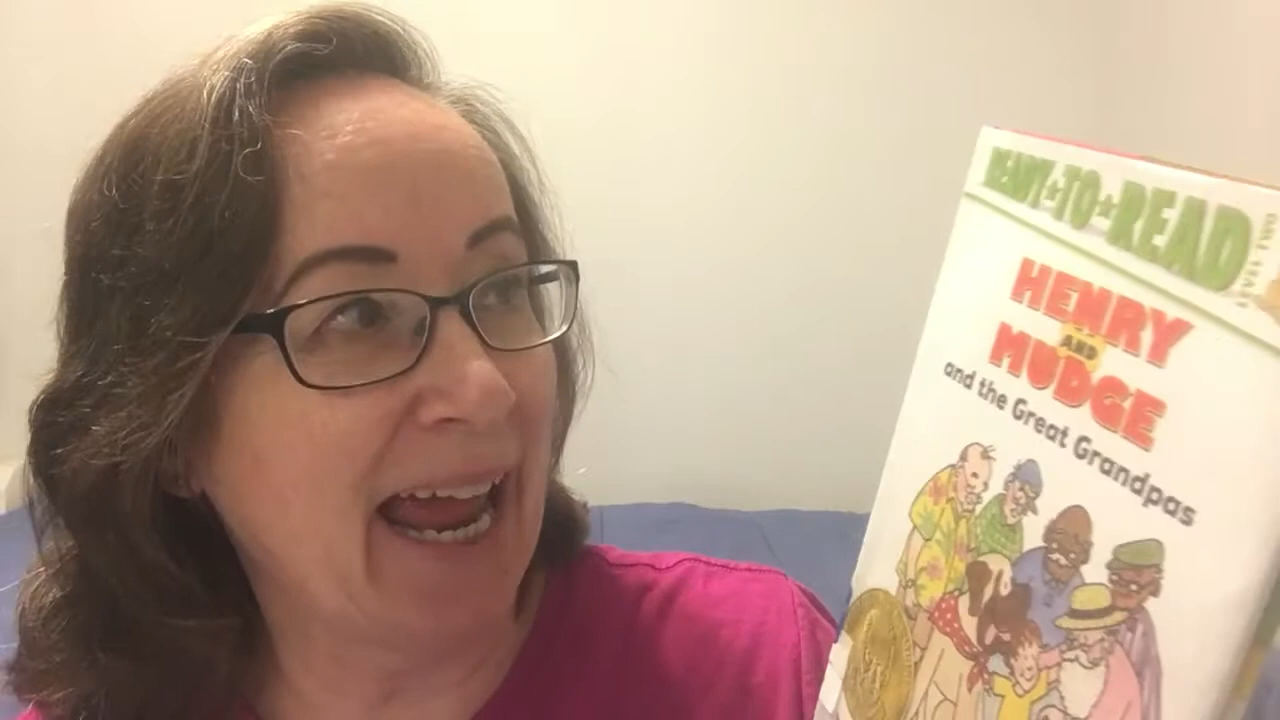 READY-TO-READ
HENRY
AND
MUDGE
and the Great Grandpas